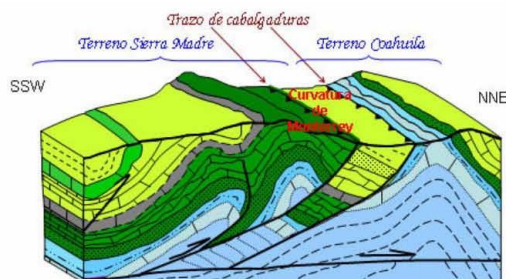 Trazo de cabalgaduras
Terreno Sierra Madre
Terreno Coahuila
SSW
NNE
Curvatura
de
Monterrey